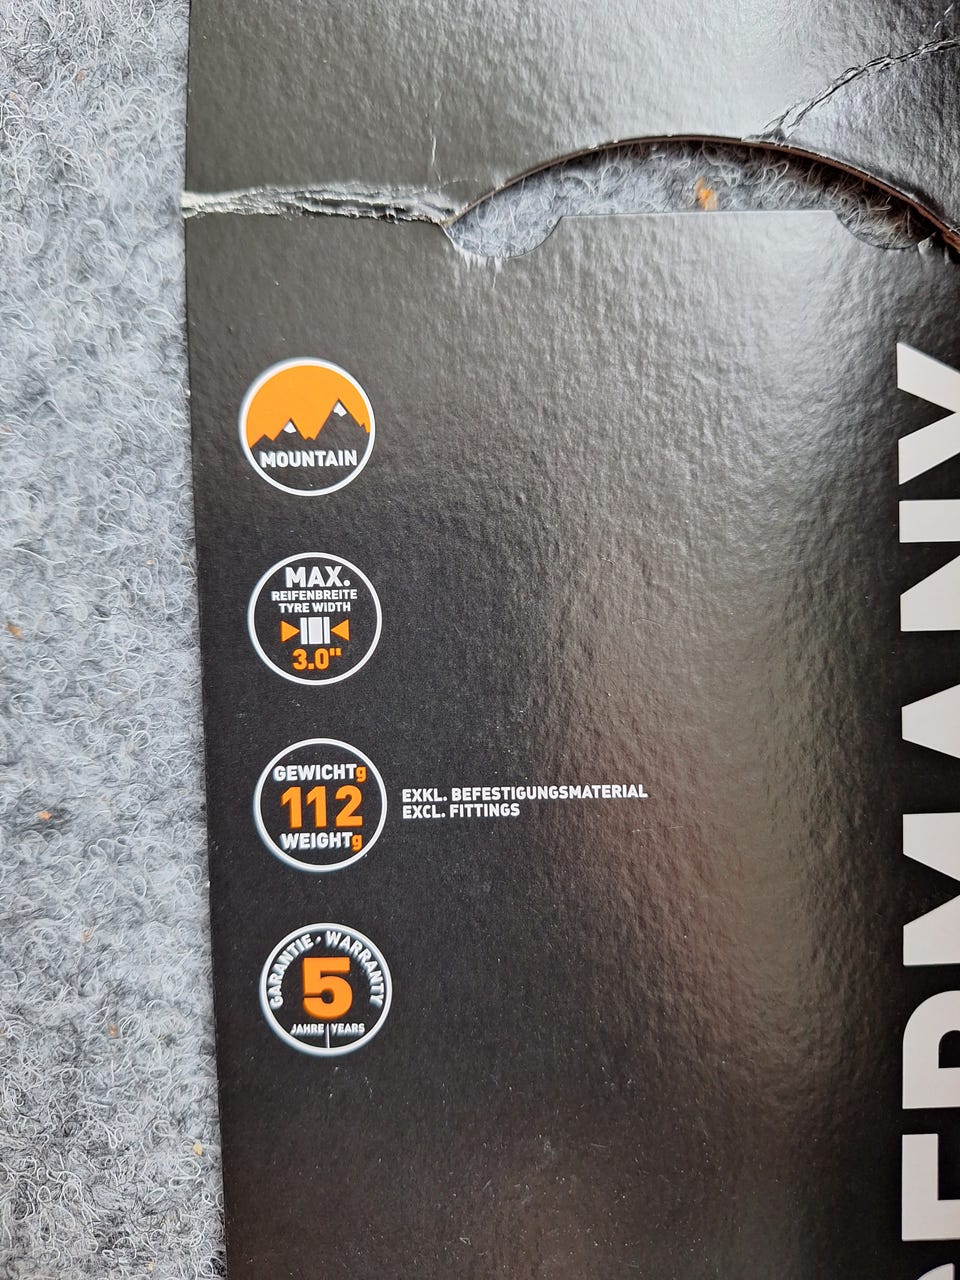 MOUNTAIN
MAX.
REIFENBREITE
TYRE WIDTH
3.0"
GEWICHTg
112
WEIGHTg
EXKL. BEFESTIGUNGSMATERIAL
EXCL. FITTINGS
GARANTIE · WARRANTY
5
JAHRE | YEARS
GERMANY